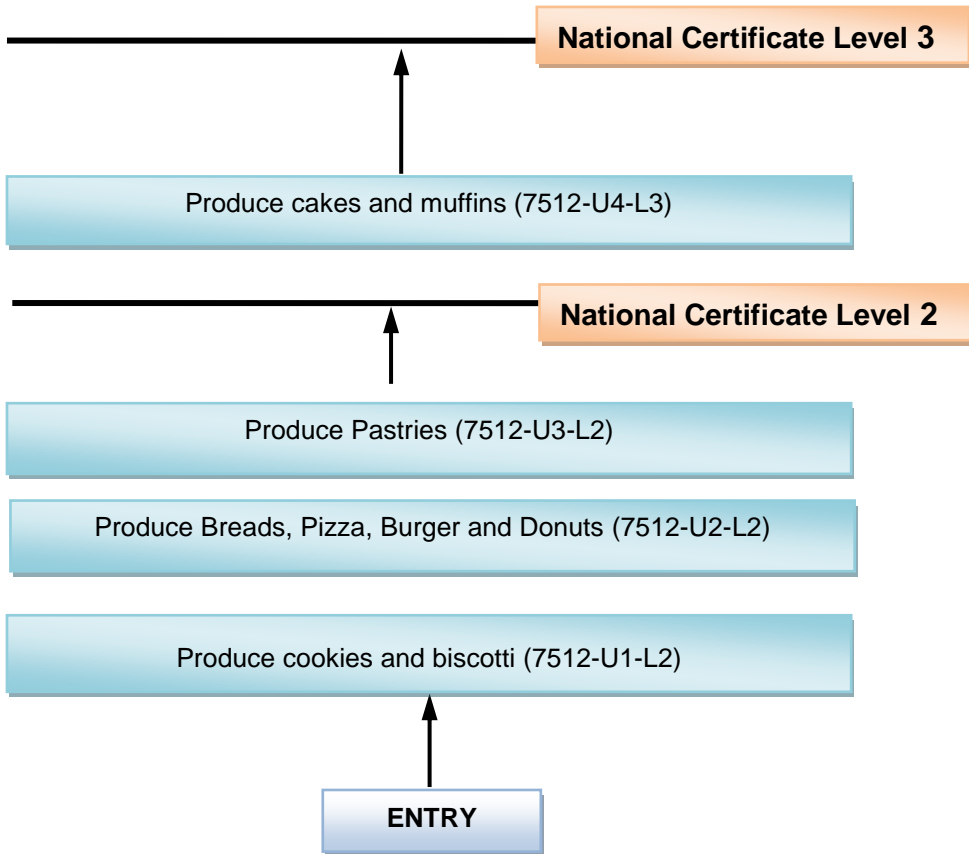 National Certificate Level 3
Produce cakes and muffins (7512-U4-L3)
National Certificate Level 2
Produce Pastries (7512-U3-L2)
Produce Breads, Pizza, Burger and Donuts (7512-U2-L2)
Produce cookies and biscotti (7512-U1-L2)
ENTRY